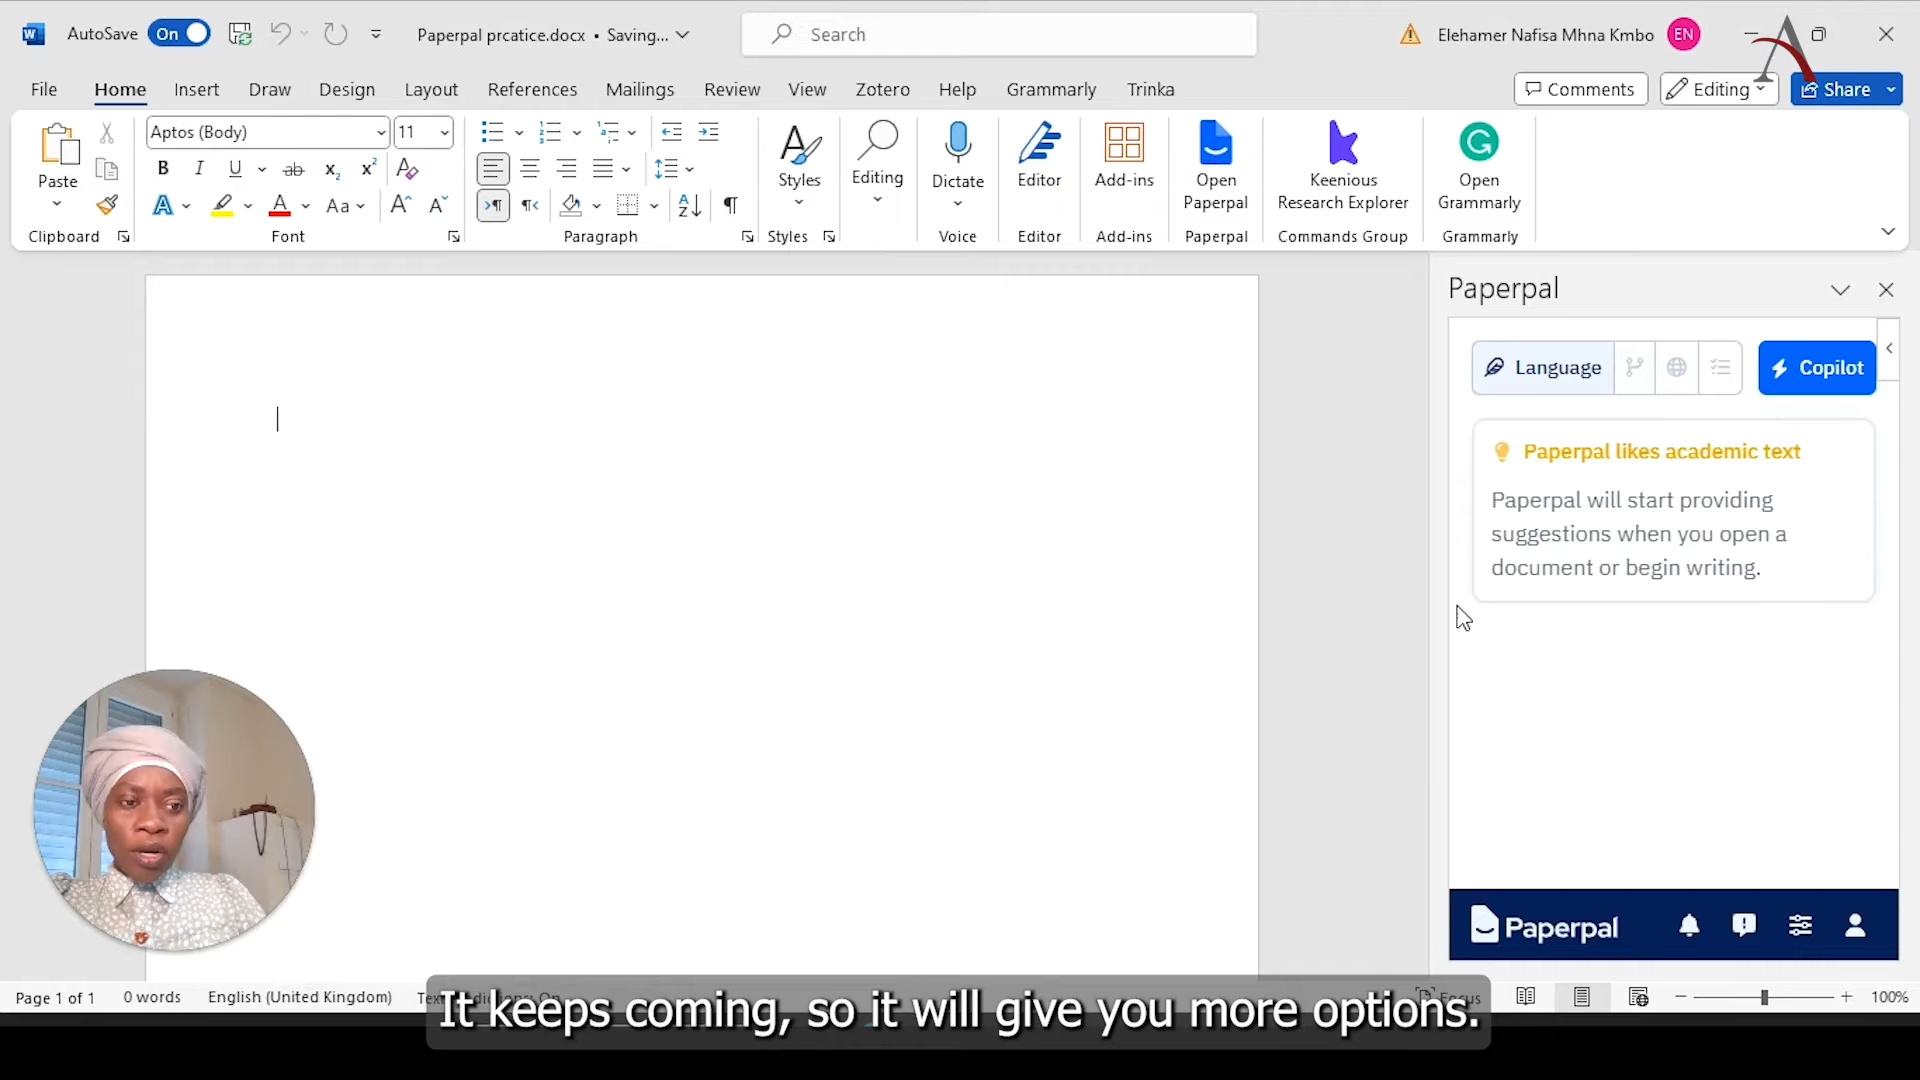 AutoSave On Paperpal prcatice.docx • Saving... Search Elehamer Nafisa Mhna Kmbo EN
File Home Insert Draw Design Layout References Mailings Review View Zotero Help Grammarly Trinka Comments Editing Share
Aptos (Body) 11
Paste
B I U ab x₂ x²
A A Aa A A
Styles
Editing
Dictate
Editor
Add-ins
Open
Paperpal
Keenious
Research Explorer
Open
Grammarly
Clipboard Font Paragraph Styles Voice Editor Add-ins Paperpal Commands Group Grammarly
Paperpal
Language Copilot
Paperpal likes academic text
Paperpal will start providing
suggestions when you open a
document or begin writing.
Paperpal
Page 1 of 1 0 words English (United Kingdom) 100%
It keeps coming, so it will give you more options.